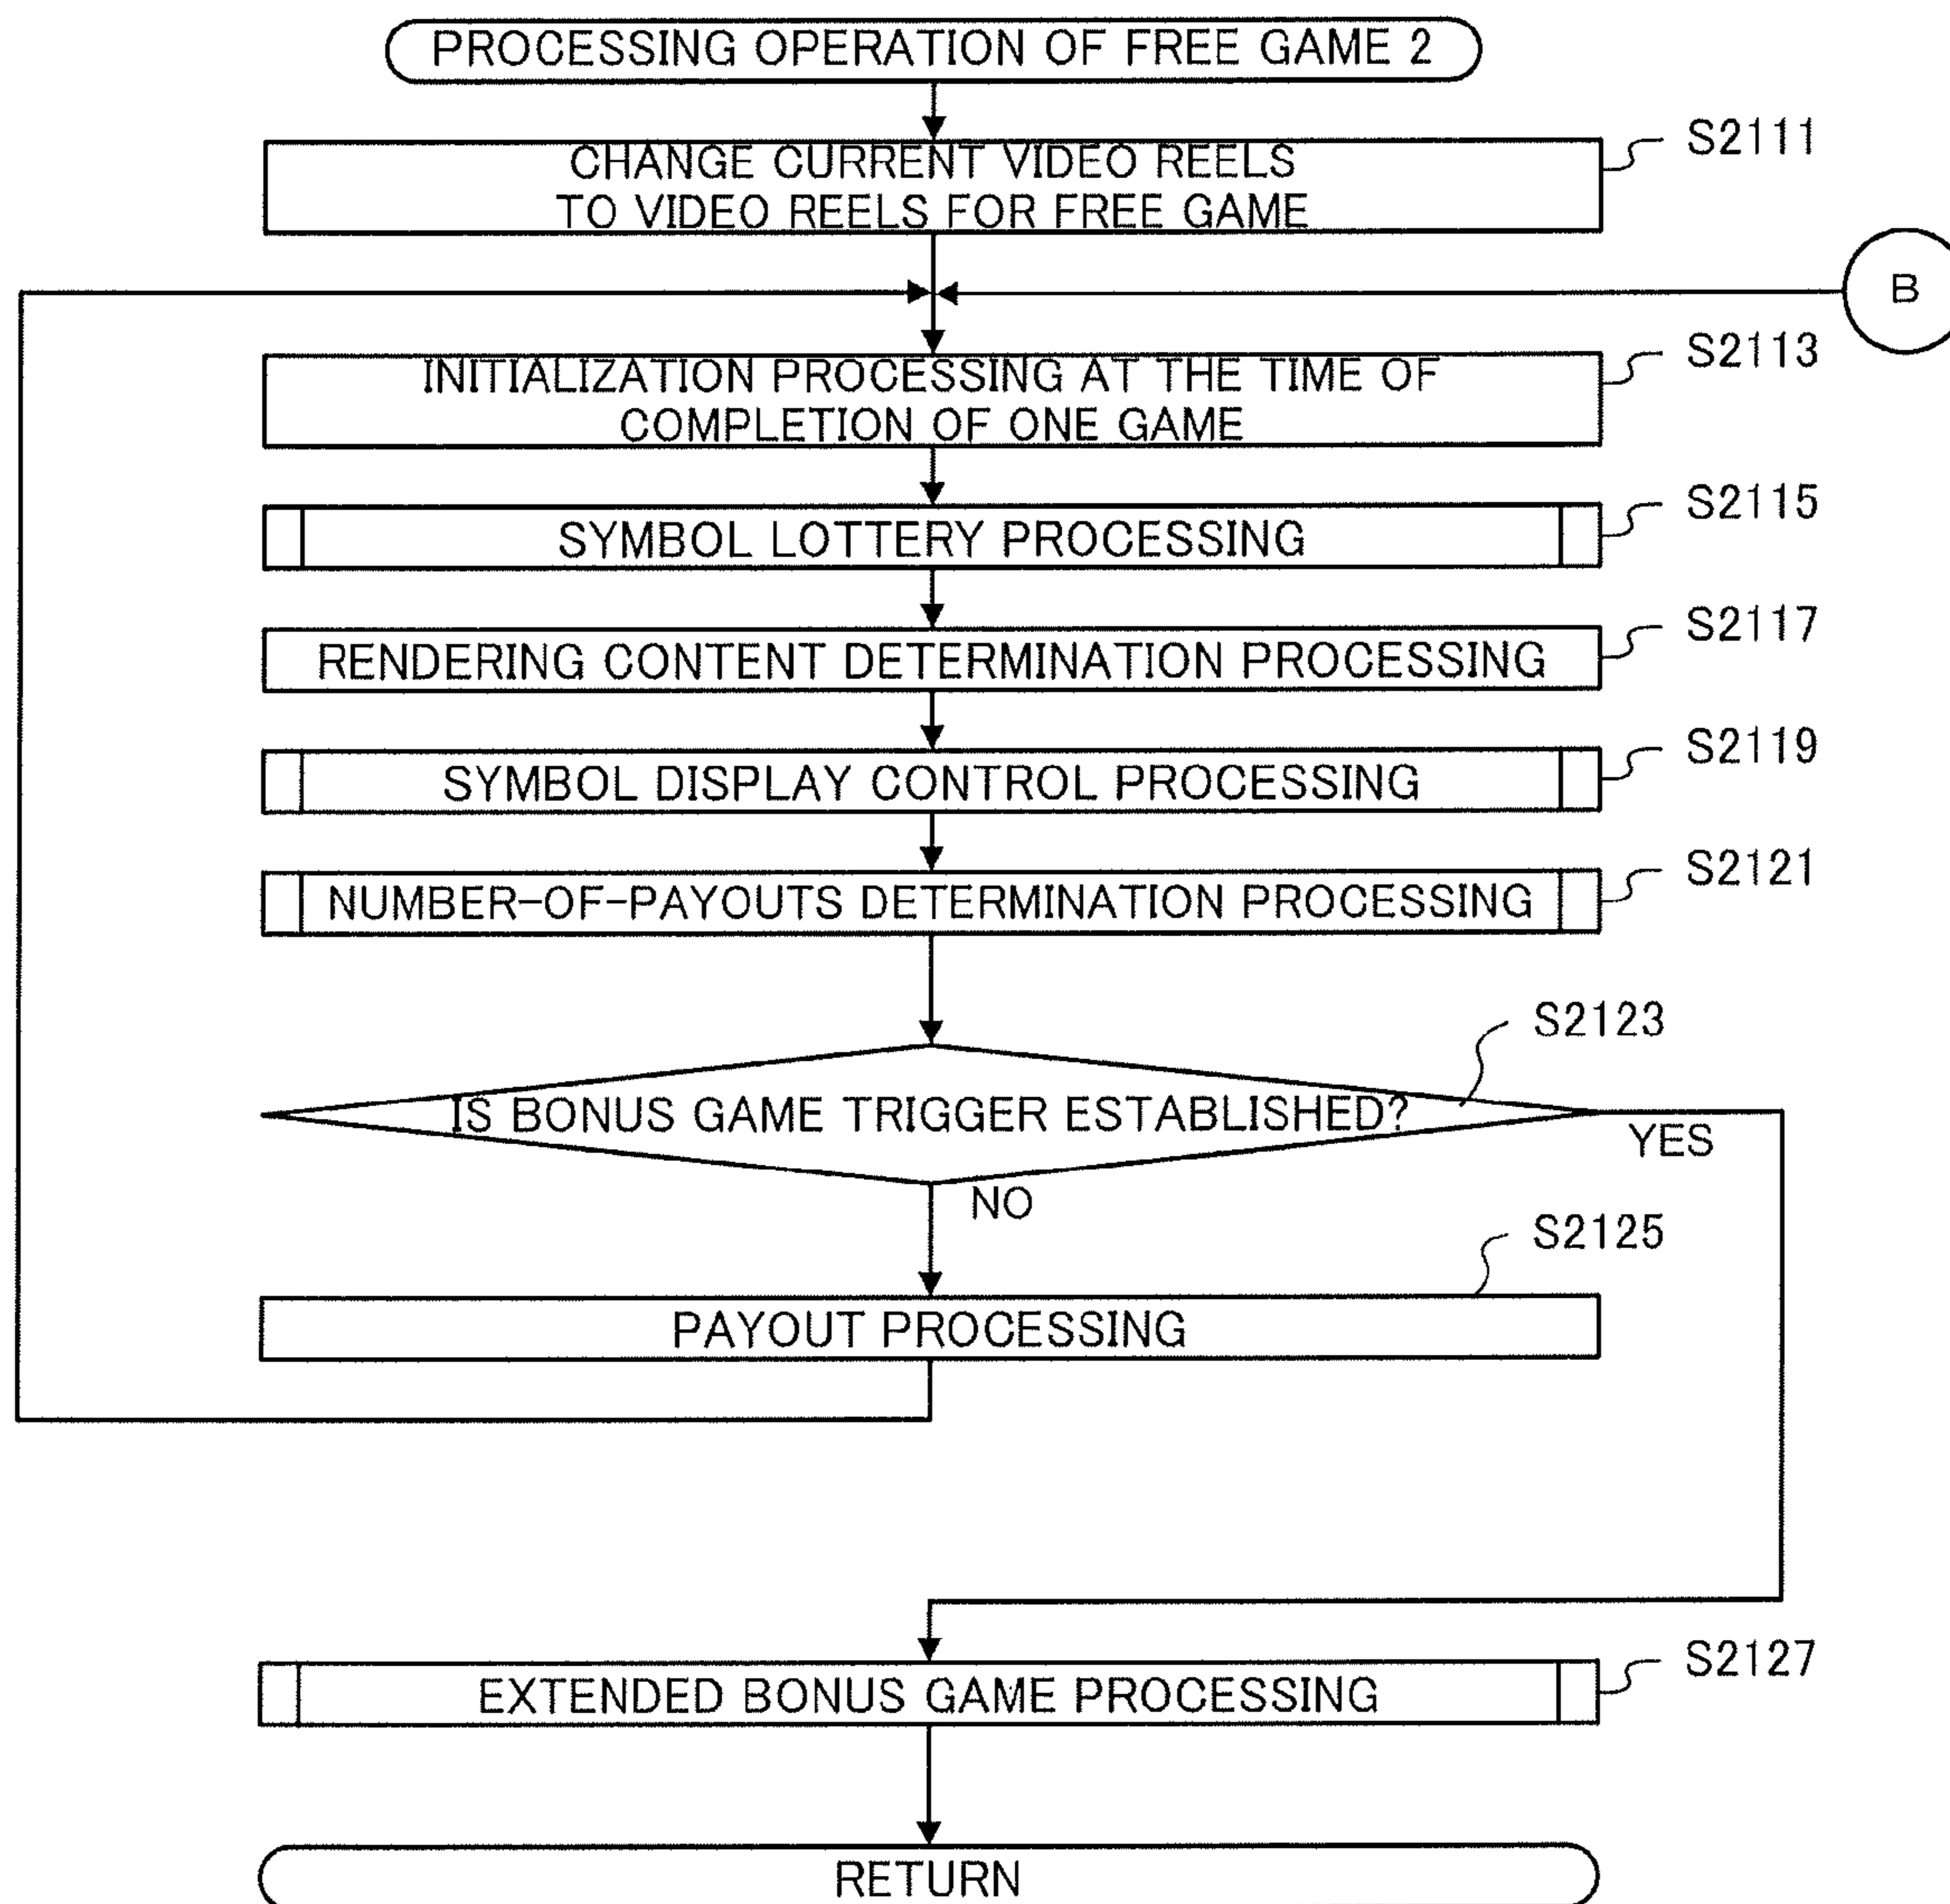 PROCESSING OPERATION OF FREE GAME 2
S2111
CHANGE CURRENT VIDEO REELS
TO VIDEO REELS FOR FREE GAME
B
S2113
INITIALIZATION PROCESSING AT THE TIME OF
COMPLETION OF ONE GAME
S2115
SYMBOL LOTTERY PROCESSING
S2117
RENDERING CONTENT DETERMINATION PROCESSING
S2119
SYMBOL DISPLAY CONTROL PROCESSING
S2121
NUMBER-OF-PAYOUTS DETERMINATION PROCESSING
S2123
IS BONUS GAME TRIGGER ESTABLISHED?
YES
NO
S2125
PAYOUT PROCESSING
S2127
EXTENDED BONUS GAME PROCESSING
RETURN